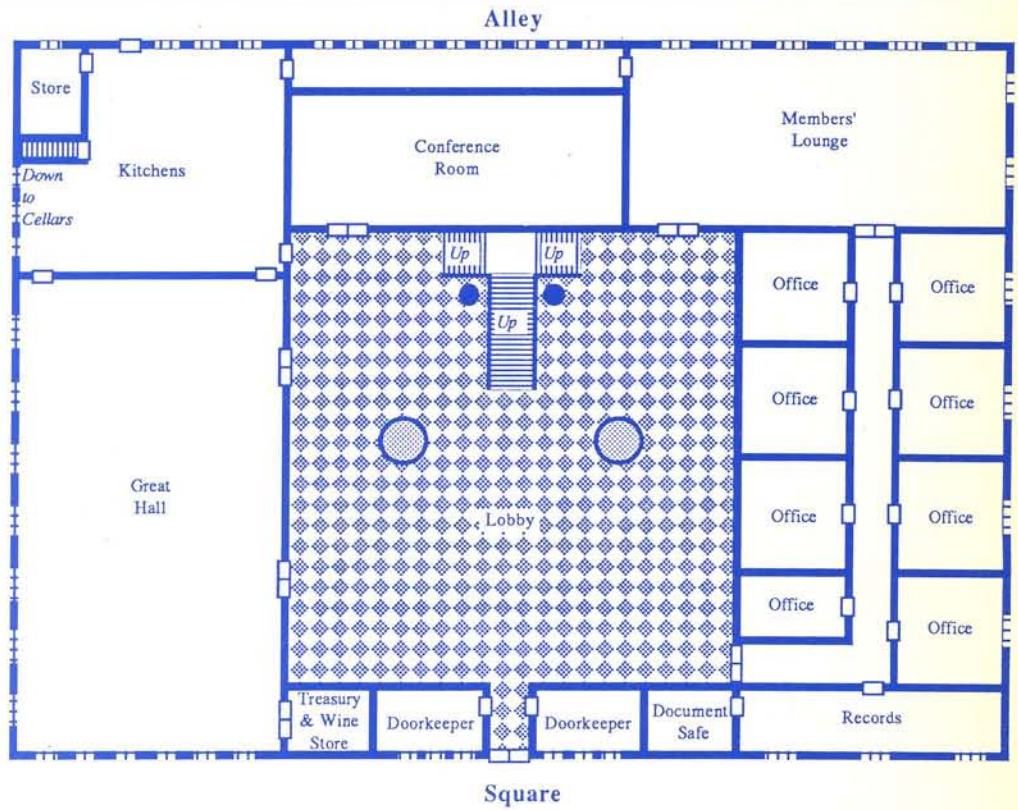 Alley
Store
Down
to
Cellars
Kitchens
Conference
Room
Members'
Lounge
Up
Up
Up
Office
Office
Office
Office
Office
Office
Office
Office
Great
Hall
Lobby
Treasury
& Wine
Store
Doorkeeper
Doorkeeper
Document
Safe
Records
Square